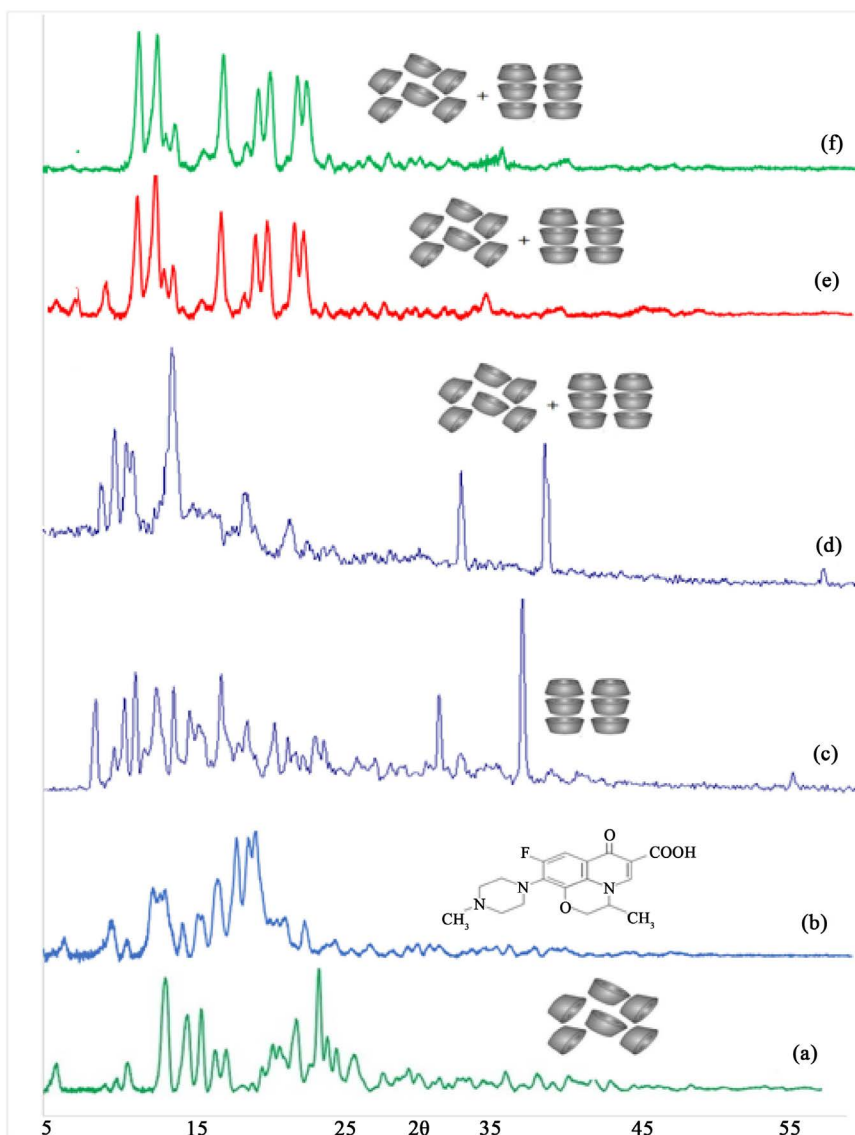 +
(f)
+
(e)
+
(d)
(c)
O
F
COOH
N
N
N
CH₃
O
CH₃
(b)
(a)
5 15 25 2θ 35 45 55